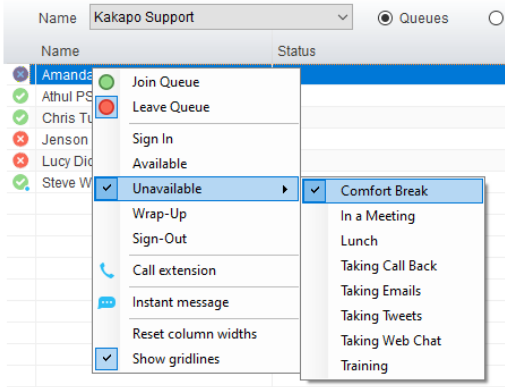 Name Kakapo Support Queues
Name Status
Amanda
Athul PS
Chris Tu
Jenson
Lucy Dic
Steve W
Join Queue
Leave Queue
Sign In
Available
Unavailable
Wrap-Up
Sign-Out
Call extension
Instant message
Reset column widths
Show gridlines
Comfort Break
In a Meeting
Lunch
Taking Call Back
Taking Emails
Taking Tweets
Taking Web Chat
Training